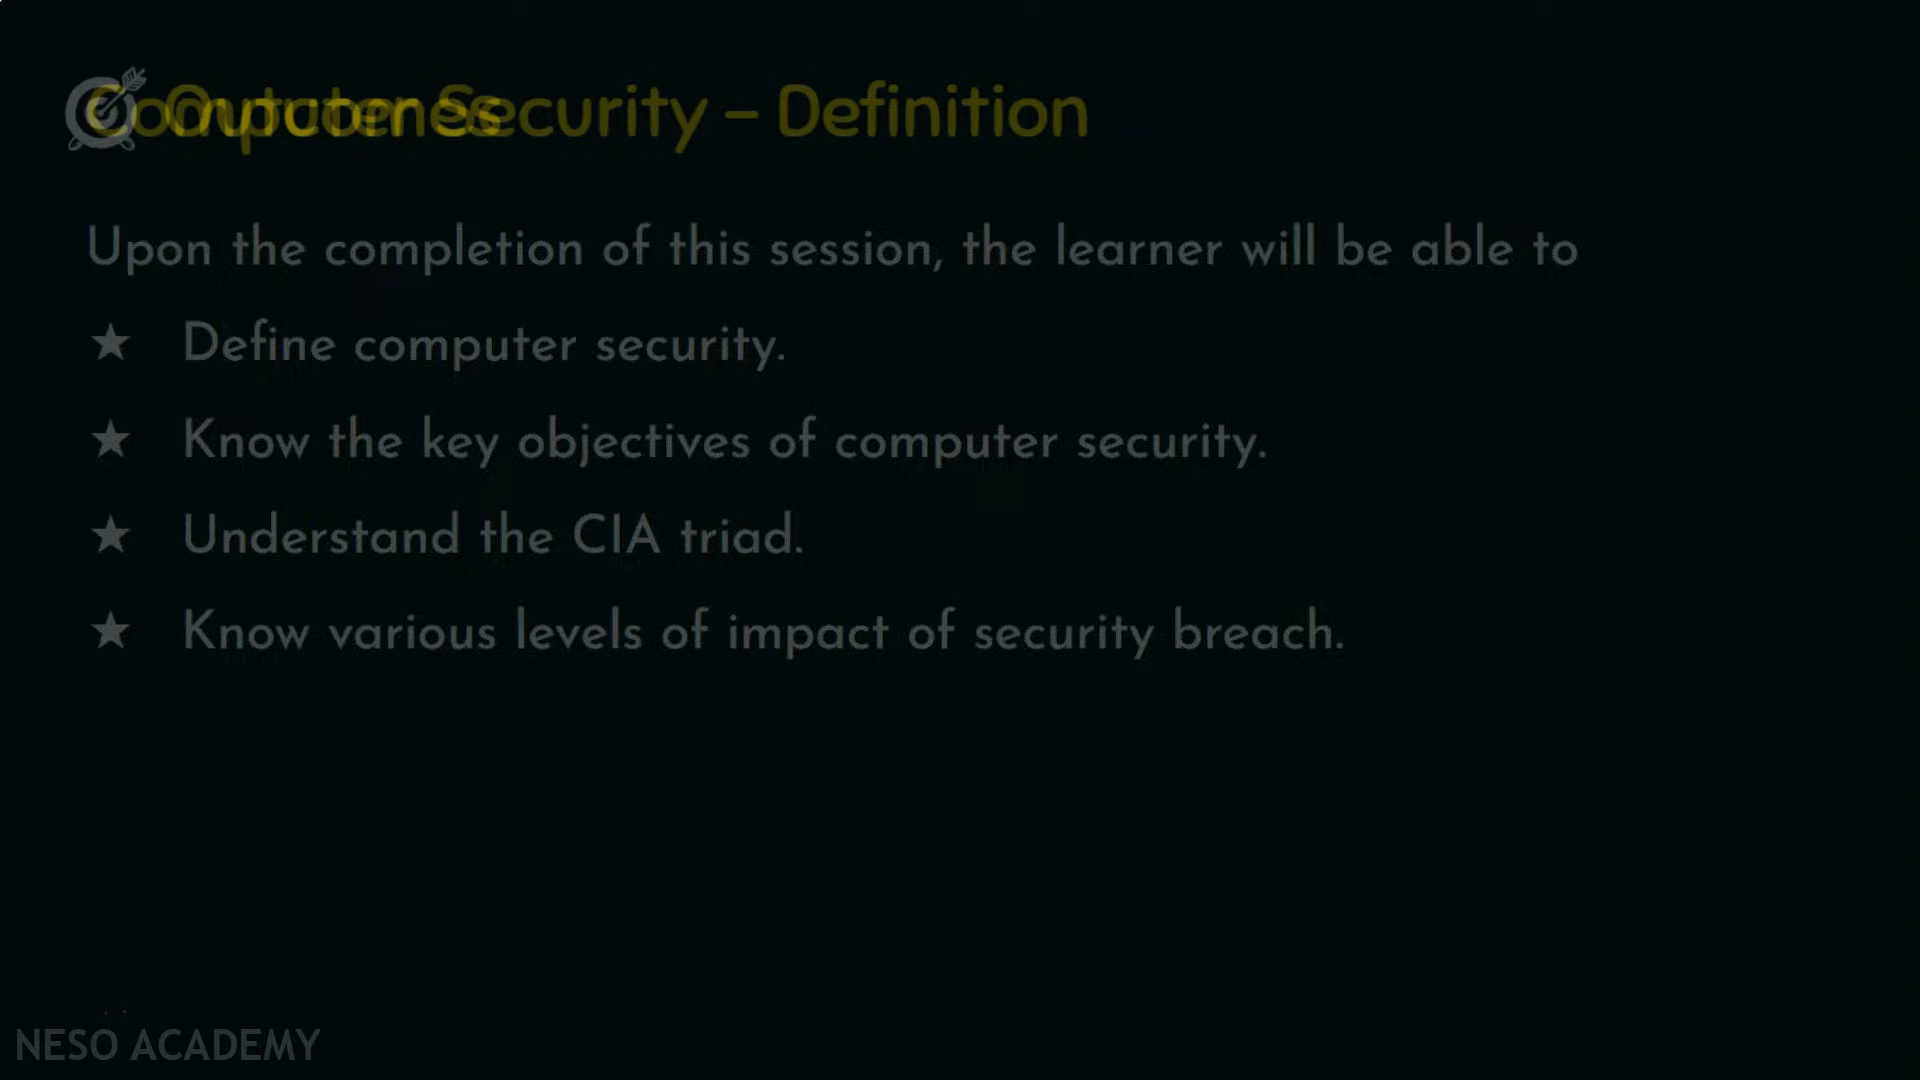 Outcomes
Computer Security – Definition
Upon the completion of this session, the learner will be able to
★ Define computer security.
★ Know the key objectives of computer security.
★ Understand the CIA triad.
★ Know various levels of impact of security breach.
NESO ACADEMY